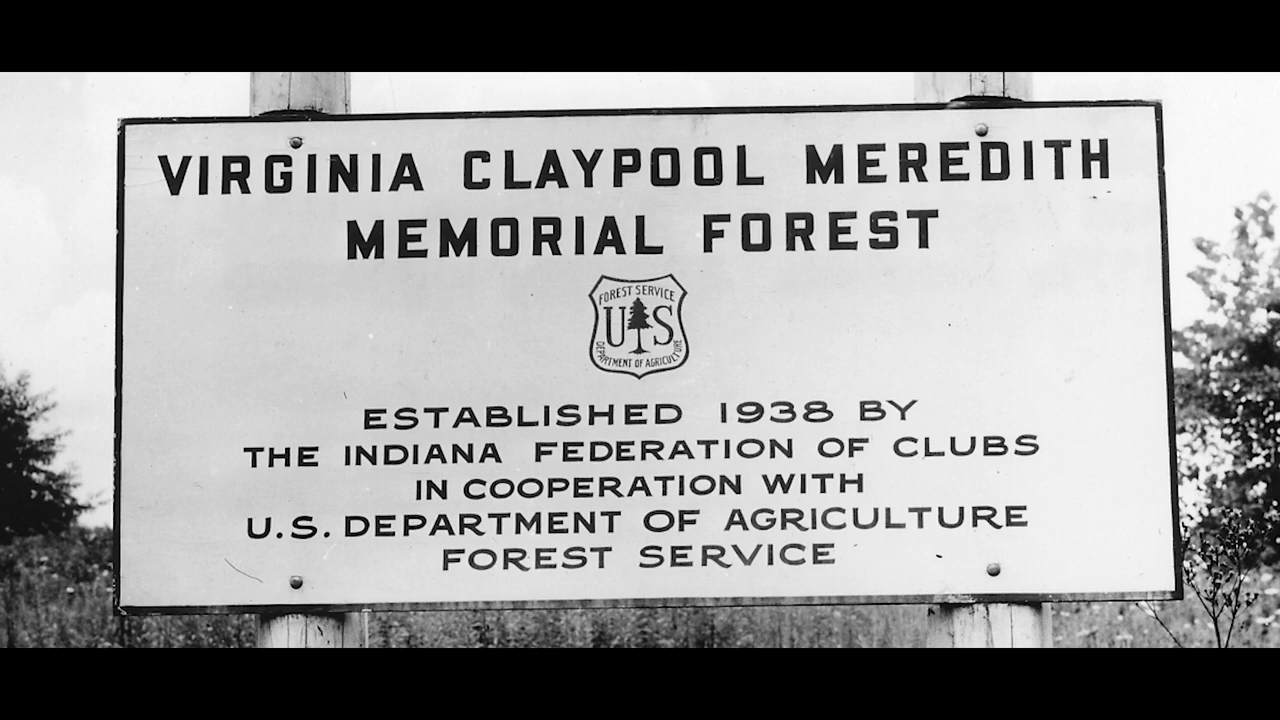 VIRGINIA CLAYPOOL MEREDITH
MEMORIAL FOREST
FOREST SERVICE
U S
DEPARTMENT OF AGRICULTURE
ESTABLISHED 1938 BY
THE INDIANA FEDERATION OF CLUBS
IN COOPERATION WITH
U.S. DEPARTMENT OF AGRICULTURE
FOREST SERVICE